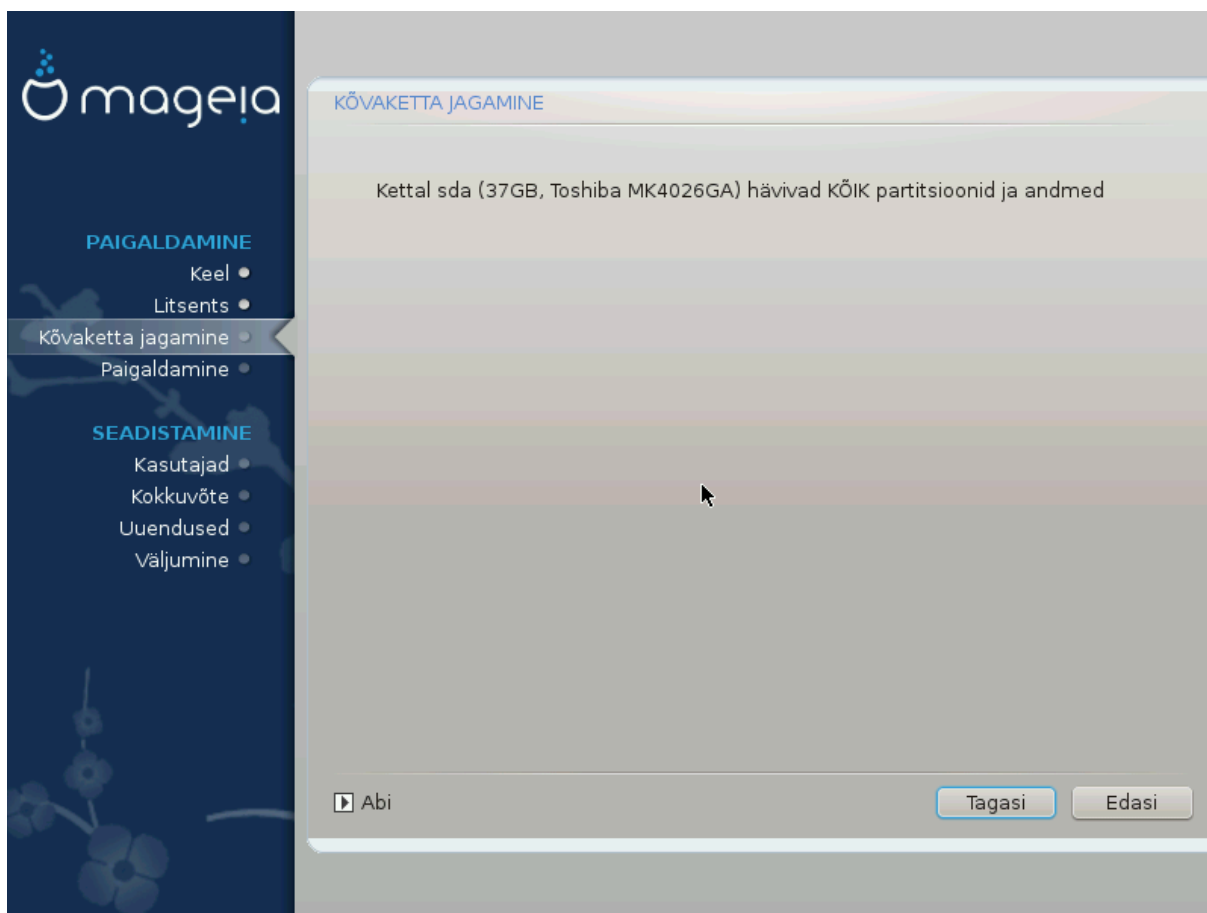 mageia
PAIGALDAMINE
Keel
Litsents
Kõvaketta jagamine
Paigaldamine
SEADISTAMINE
Kasutajad
Kokkuvõte
Uuendused
Väljumine
KÕVAKETTA JAGAMINE
Kettal sda (37GB, Toshiba MK4026GA) hävivad KÕIK partitsioonid ja andmed
Abi
Tagasi
Edasi